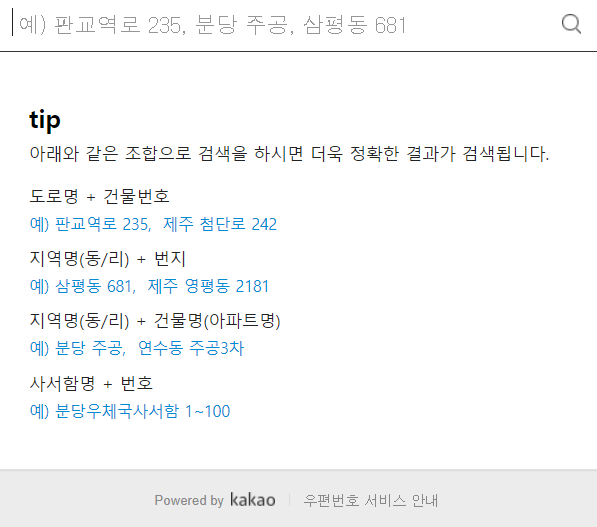 예) 판교역로 235, 분당 주공, 삼평동 681
tip
아래와 같은 조합으로 검색을 하시면 더욱 정확한 결과가 검색됩니다.
도로명 + 건물번호
예) 판교역로 235, 제주 첨단로 242
지역명(동/리) + 번지
예) 삼평동 681, 제주 영평동 2181
지역명(동/리) + 건물명(아파트명)
예) 분당 주공, 연수동 주공3차
사서함명 + 번호
예) 분당우체국사서함 1~100
Powered by kakao | 우편번호 서비스 안내